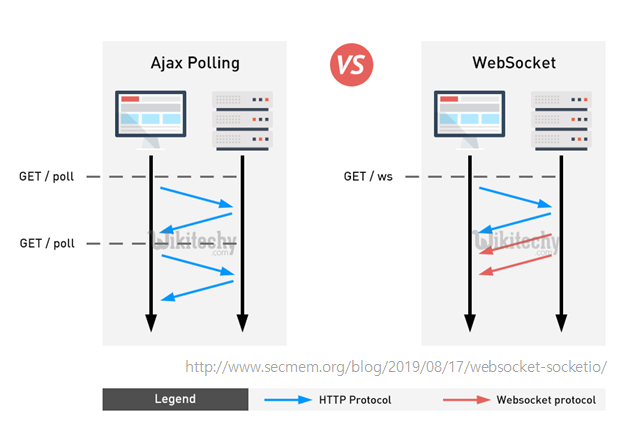 Ajax Polling
VS
WebSocket
GET / poll
GET / ws
GET / poll
Wikitechy
.com
Wikitechy
.com
http://www.secmem.org/blog/2019/08/17/websocket-socketio/
Legend
HTTP Protocol
Websocket protocol